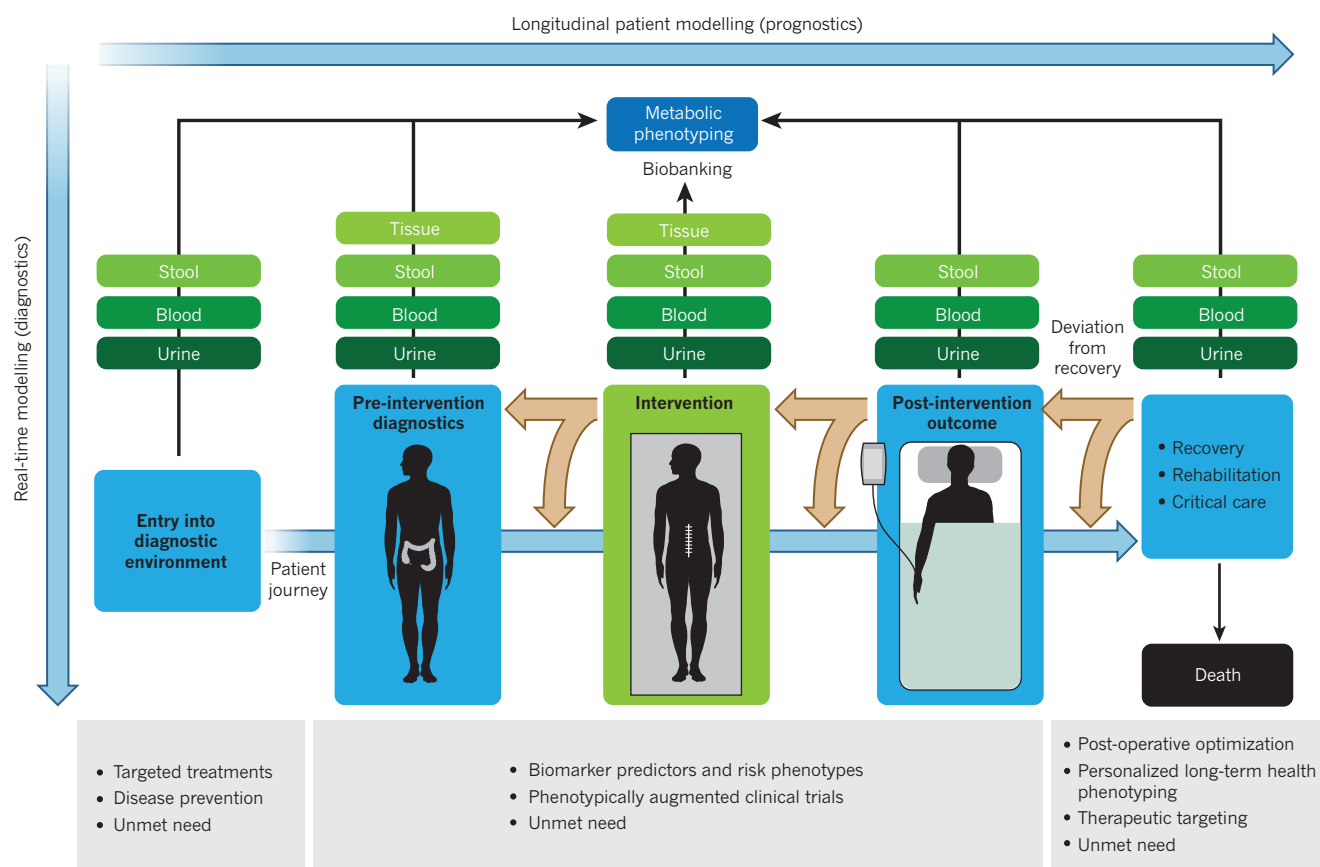 Longitudinal patient modelling (prognostics)
Real-time modelling (diagnostics)
Metabolic
phenotyping
Biobanking
Stool
Blood
Urine
Tissue
Stool
Blood
Urine
Tissue
Stool
Blood
Urine
Stool
Blood
Urine
Stool
Blood
Urine
Deviation
from
recovery
Entry into
diagnostic
environment
Patient
journey
Pre-intervention
diagnostics
Intervention
Post-intervention
outcome
• Recovery
• Rehabilitation
• Critical care
Death
• Targeted treatments
• Disease prevention
• Unmet need
• Biomarker predictors and risk phenotypes
• Phenotypically augmented clinical trials
• Unmet need
• Post-operative optimization
• Personalized long-term health
phenotyping
• Therapeutic targeting
• Unmet need